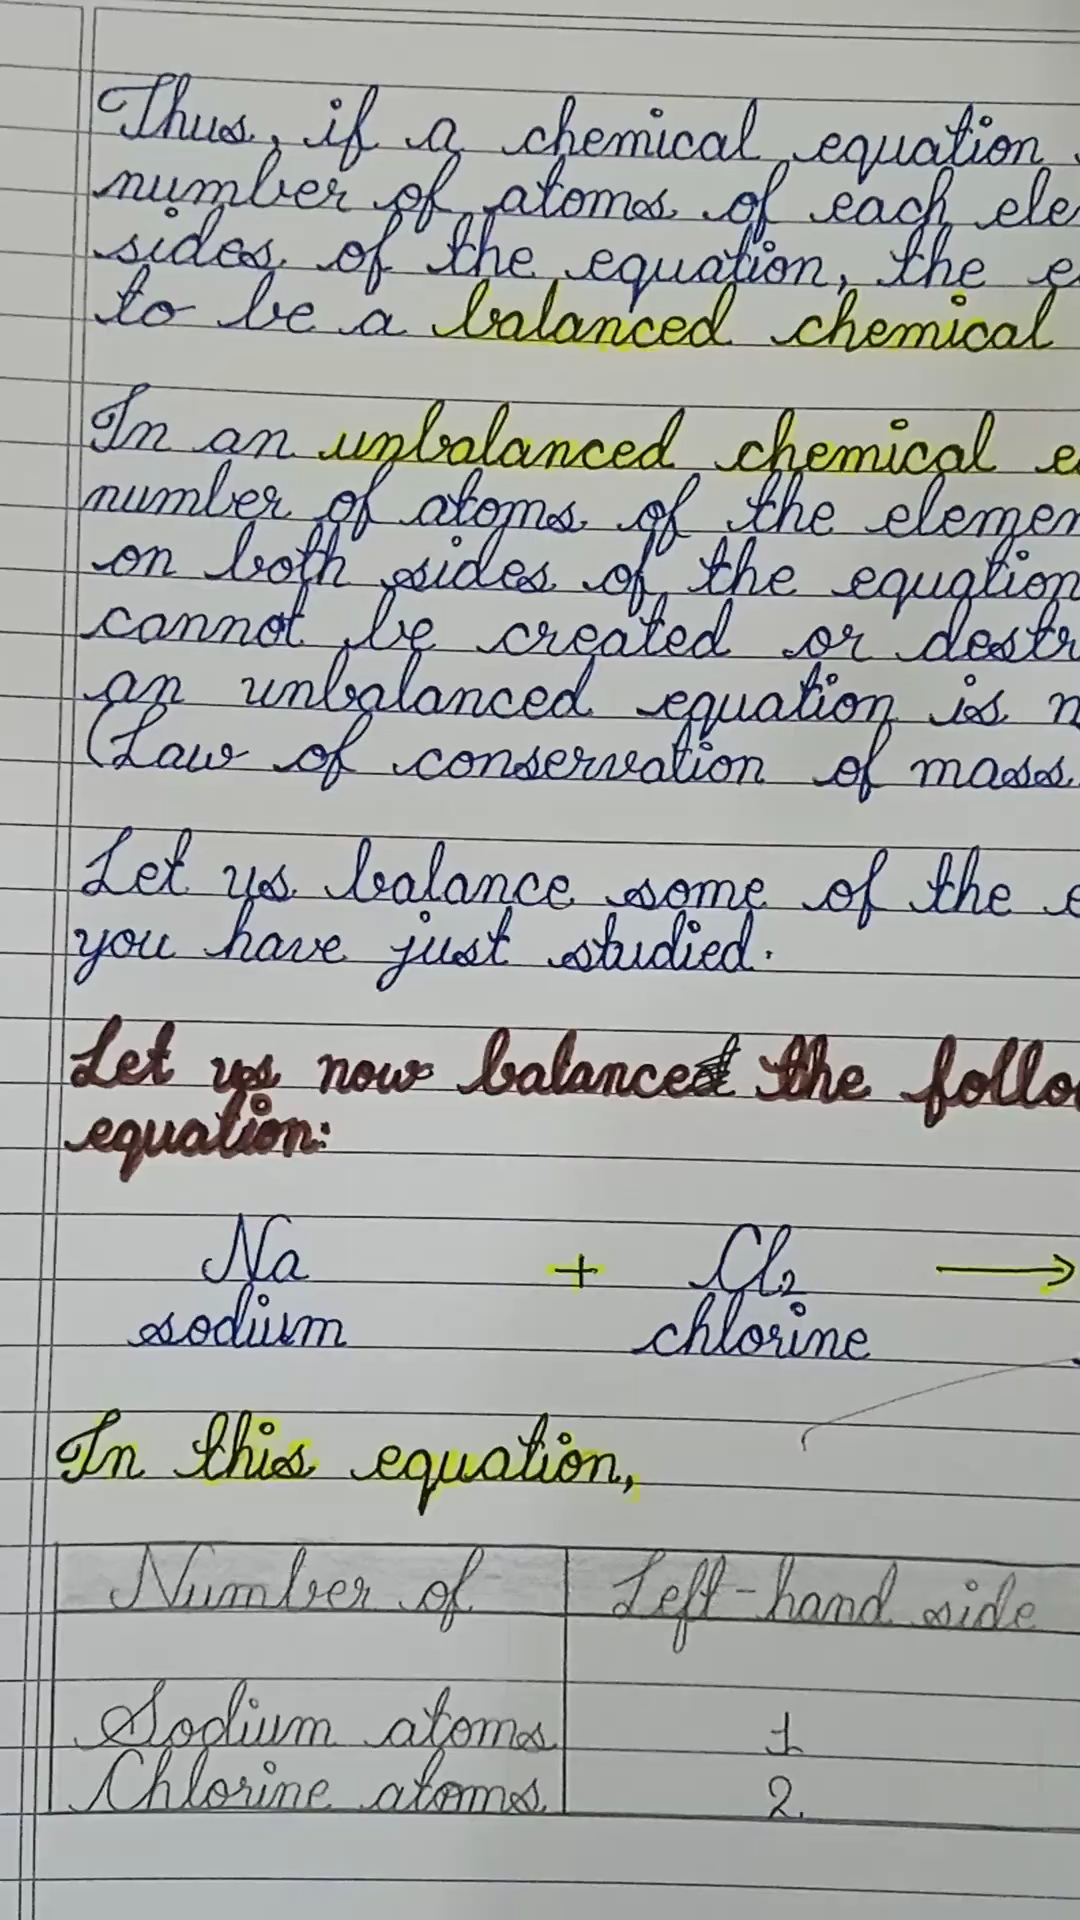 Thus, if a chemical equation
number of atoms of each ele
sides of the equation, the e
to be a balanced chemical
In an unbalanced chemical e
number of atoms of the elemen
on both sides of the equation
cannot be created or destr
an unbalanced equation is n
(Law of conservation of mass.
Let us balance some of the e
you have just studied.
Let us now balance the follo
equation:
Na + Cl₂ →
sodium chlorine
In this equation,
Number of Left-hand side
Sodium atoms 1
Chlorine atoms 2